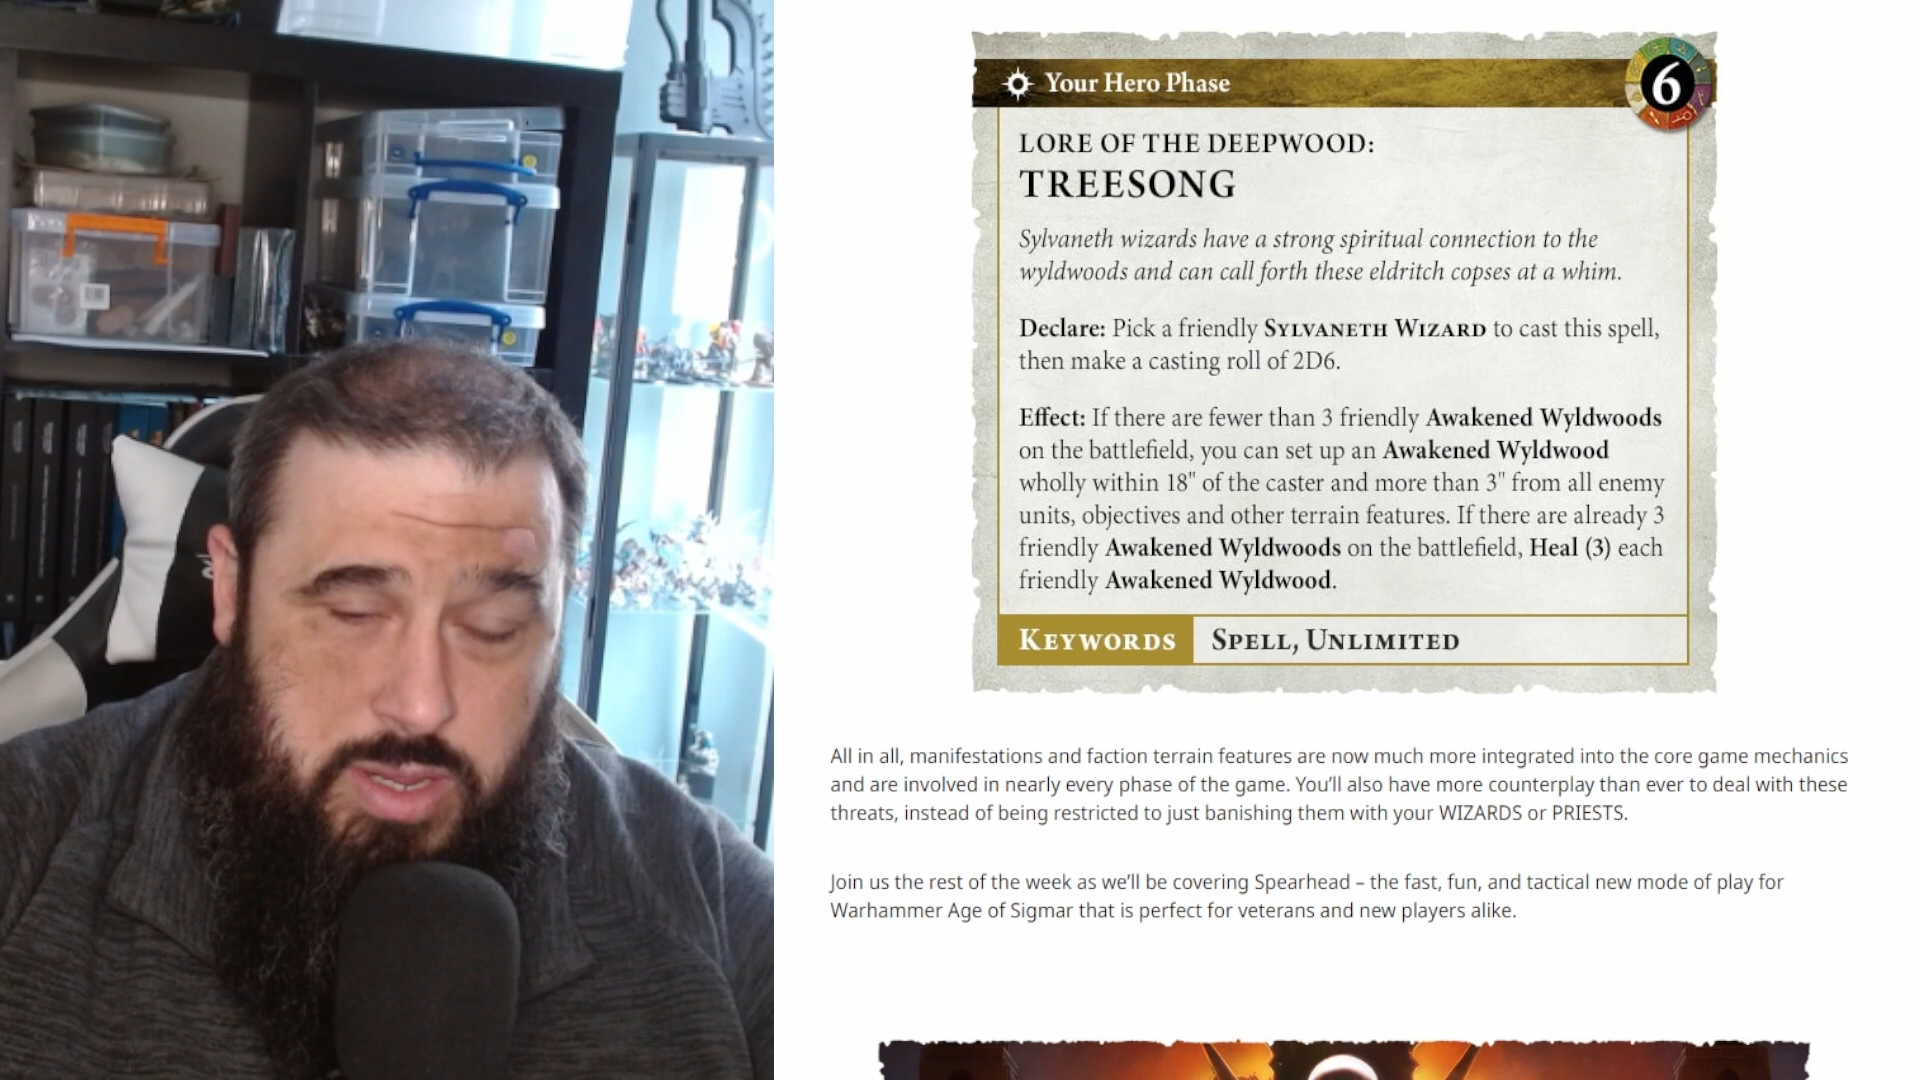 Your Hero Phase
6
LORE OF THE DEEPWOOD:
TREESONG
Sylvaneth wizards have a strong spiritual connection to the
wyldwoods and can call forth these eldritch copses at a whim.
Declare: Pick a friendly SYLVANETH WIZARD to cast this spell,
then make a casting roll of 2D6.
Effect: If there are fewer than 3 friendly Awakened Wyldwoods
on the battlefield, you can set up an Awakened Wyldwood
wholly within 18" of the caster and more than 3" from all enemy
units, objectives and other terrain features. If there are already 3
friendly Awakened Wyldwoods on the battlefield, Heal (3) each
friendly Awakened Wyldwood.
KEYWORDS SPELL, UNLIMITED
All in all, manifestations and faction terrain features are now much more integrated into the core game mechanics
and are involved in nearly every phase of the game. You’ll also have more counterplay than ever to deal with these
threats, instead of being restricted to just banishing them with your WIZARDS or PRIESTS.
Join us the rest of the week as we’ll be covering Spearhead – the fast, fun, and tactical new mode of play for
Warhammer Age of Sigmar that is perfect for veterans and new players alike.